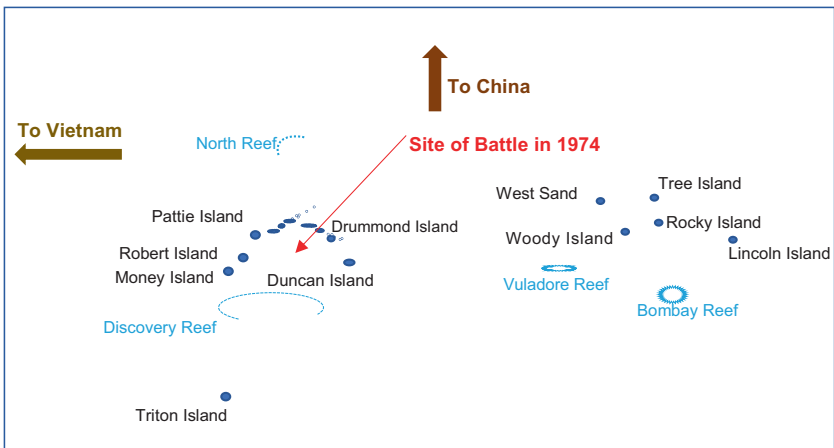 To China
To Vietnam
North Reef
Site of Battle in 1974
Tree Island
West Sand
Pattie Island
Drummond Island
Rocky Island
Woody Island
Robert Island
Lincoln Island
Money Island
Duncan Island
Vuladore Reef
Bombay Reef
Discovery Reef
Triton Island